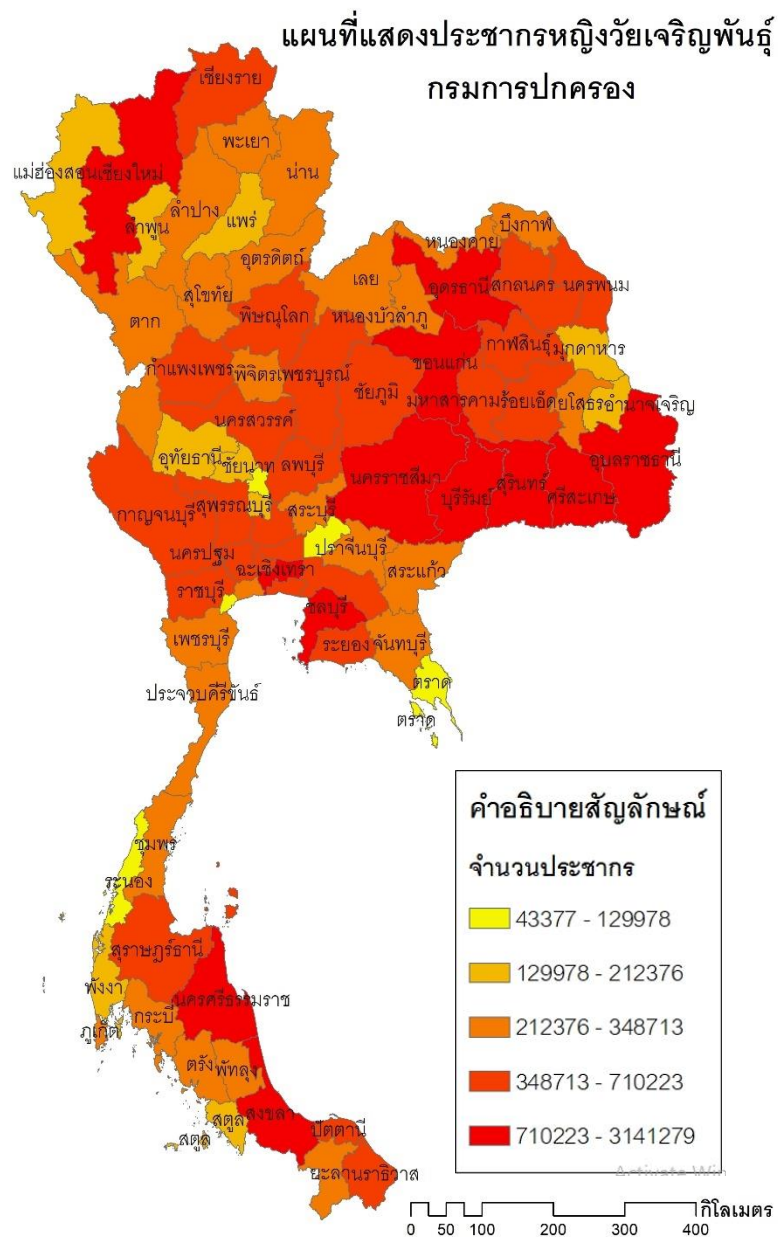 แผนที่แสดงประชากรหญิงวัยเจริญพันธุ์
กรมการปกครอง
เชียงราย
พะเยา
น่าน
แม่ฮ่องสอน
เชียงใหม่
ลำปาง
ลำพูน
แพร่
บึงกาฬ
หนองคาย
อุตรดิตถ์
เลย
อุดรธานี
สกลนคร
นครพนม
สุโขทัย
ตาก
พิษณุโลก
หนองบัวลำภู
ขอนแก่น
กาฬสินธุ์
มุกดาหาร
กำแพงเพชร
พิจิตร
เพชรบูรณ์
ชัยภูมิ
มหาสารคาม
ร้อยเอ็ด
ยโสธร
อำนาจเจริญ
นครสวรรค์
อุทัยธานี
ชัยนาท
ลพบุรี
นครราชสีมา
บุรีรัมย์
สุรินทร์
ศรีสะเกษ
อุบลราชธานี
กาญจนบุรี
สุพรรณบุรี
สระบุรี
นครปฐม
ปราจีนบุรี
ฉะเชิงเทรา
สระแก้ว
ราชบุรี
ชลบุรี
ระยอง
จันทบุรี
เพชรบุรี
ตราด
ตราด
ประจวบคีรีขันธ์
ชุมพร
ระนอง
สุราษฎร์ธานี
พังงา
นครศรีธรรมราช
กระบี่
ภูเก็ต
ตรัง
พัทลุง
สตูล
สตูล
สงขลา
ปัตตานี
ยะลา
นราธิวาส
คำอธิบายสัญลักษณ์
จำนวนประชากร
43377 - 129978
129978 - 212376
212376 - 348713
348713 - 710223
710223 - 3141279
Activate Win
กิโลเมตร
0 50 100 200 300 400